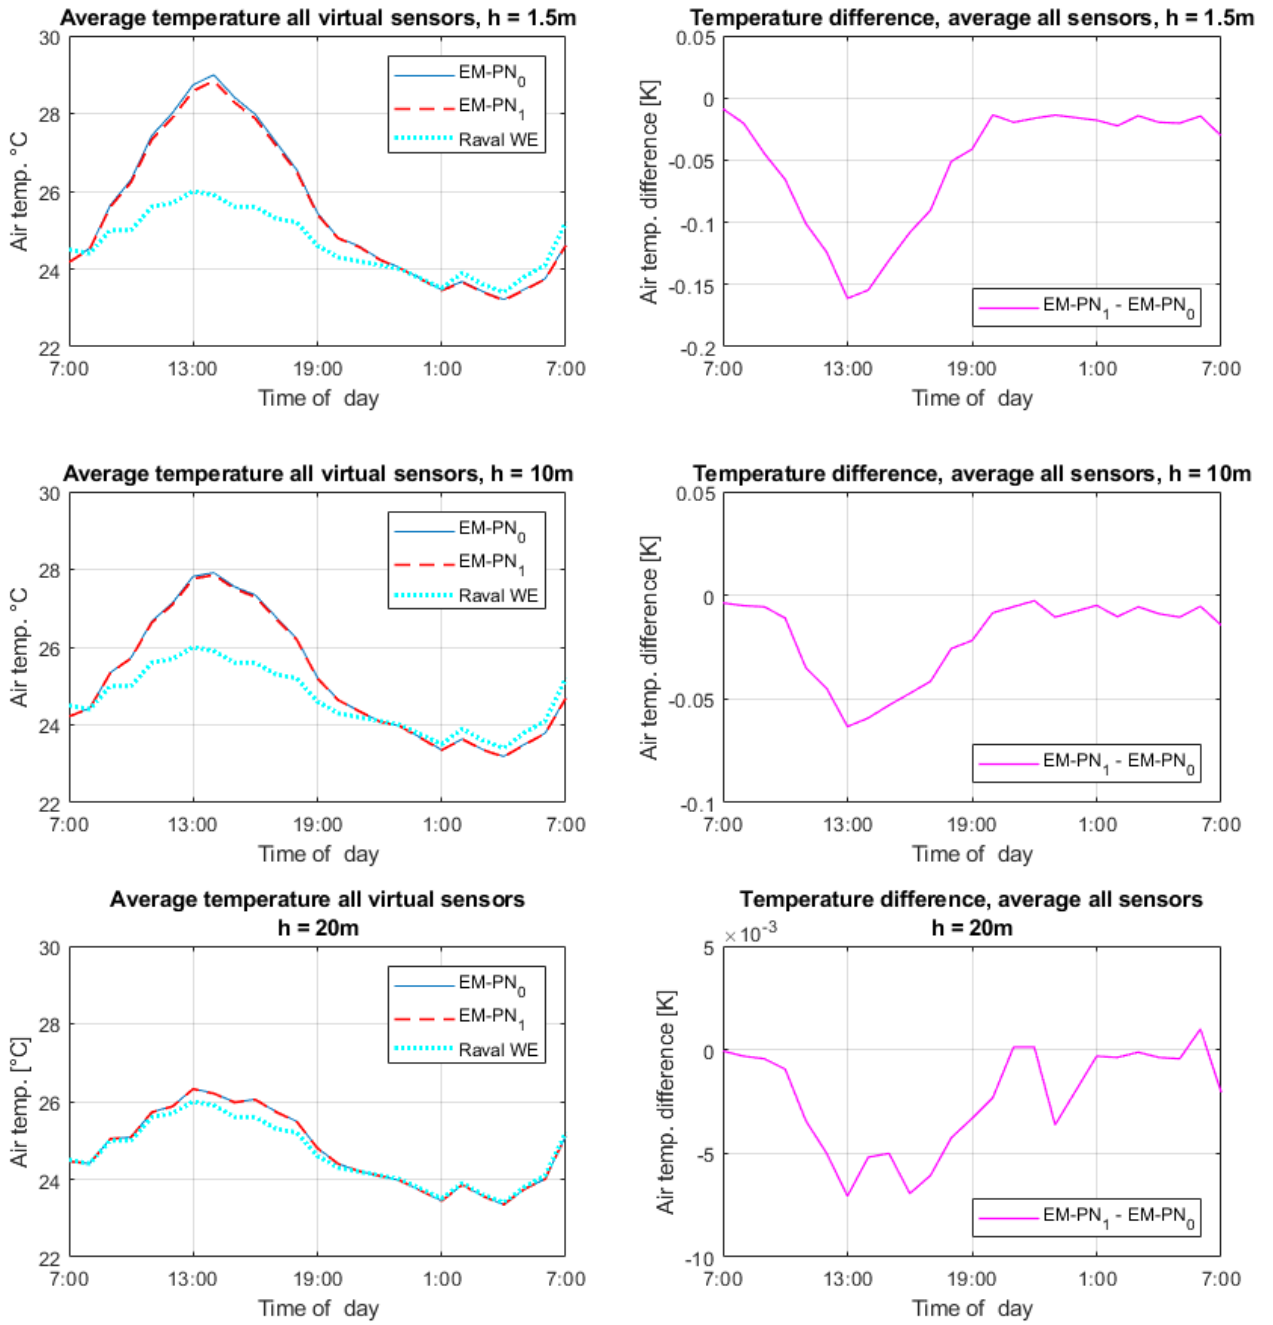 Average temperature all virtual sensors, h = 1.5m
30
28
26
24
22
Air temp. °C
EM-PN0
EM-PN1
Raval WE
7:00 13:00 19:00 1:00 7:00
Time of day
Temperature difference, average all sensors, h = 1.5m
0.05
0
-0.05
-0.1
-0.15
-0.2
Air temp. difference [K]
EM-PN1 - EM-PN0
7:00 13:00 19:00 1:00 7:00
Time of day
Average temperature all virtual sensors, h = 10m
30
28
26
24
22
Air temp. °C
EM-PN0
EM-PN1
Raval WE
7:00 13:00 19:00 1:00 7:00
Time of day
Temperature difference, average all sensors, h = 10m
0.05
0
-0.05
-0.1
Air temp. difference [K]
EM-PN1 - EM-PN0
7:00 13:00 19:00 1:00 7:00
Time of day
Average temperature all virtual sensors
h = 20m
30
28
26
24
22
Air temp. [°C]
EM-PN0
EM-PN1
Raval WE
7:00 13:00 19:00 1:00 7:00
Time of day
Temperature difference, average all sensors
h = 20m
×10-3
5
0
-5
-10
Air temp. difference [K]
EM-PN1 - EM-PN0
7:00 13:00 19:00 1:00 7:00
Time of day